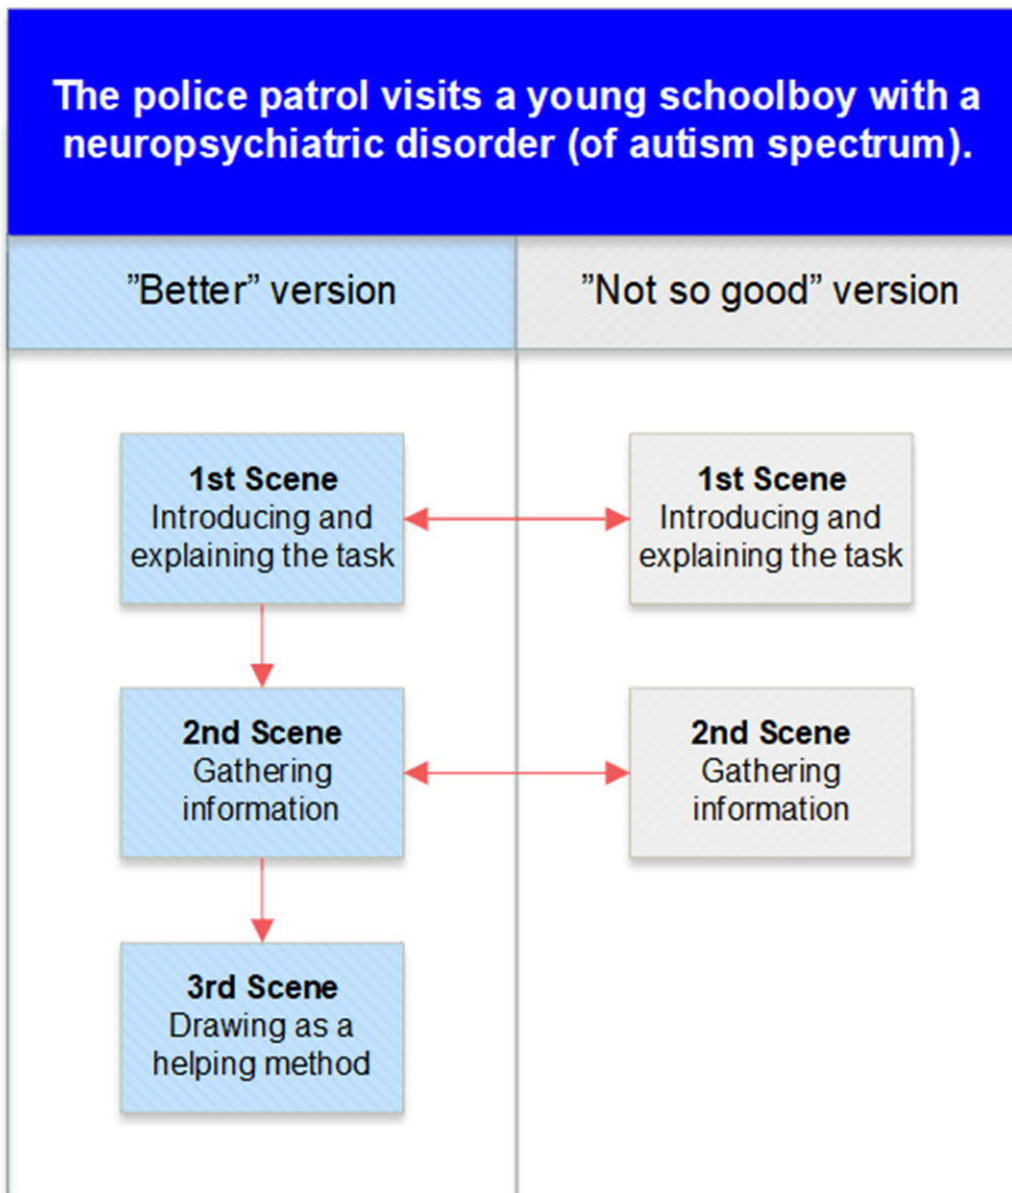 The police patrol visits a young schoolboy with a
neuropsychiatric disorder (of autism spectrum).
”Better” version
”Not so good” version
1st Scene
Introducing and
explaining the task
1st Scene
Introducing and
explaining the task
2nd Scene
Gathering
information
2nd Scene
Gathering
information
3rd Scene
Drawing as a
helping method